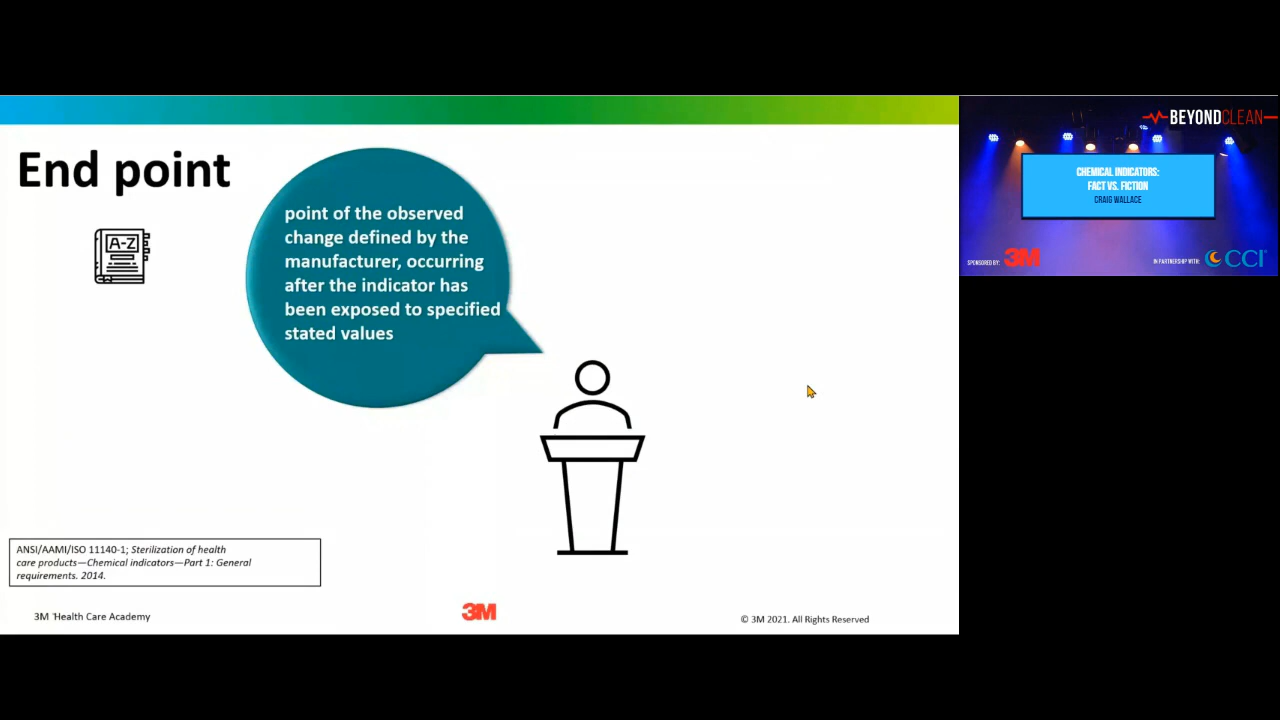 End point
A-Z
point of the observed
change defined by the
manufacturer, occurring
after the indicator has
been exposed to specified
stated values
ANSI/AAMI/ISO 11140-1; Sterilization of health
care products—Chemical indicators—Part 1: General
requirements. 2014.
3M Health Care Academy
3M
© 3M 2021. All Rights Reserved
BEYONDCLEAN
CHEMICAL INDICATORS:
FACT VS. FICTION
CRAIG WALLACE
SPONSORED BY: 3M
IN PARTNERSHIP WITH: CCI